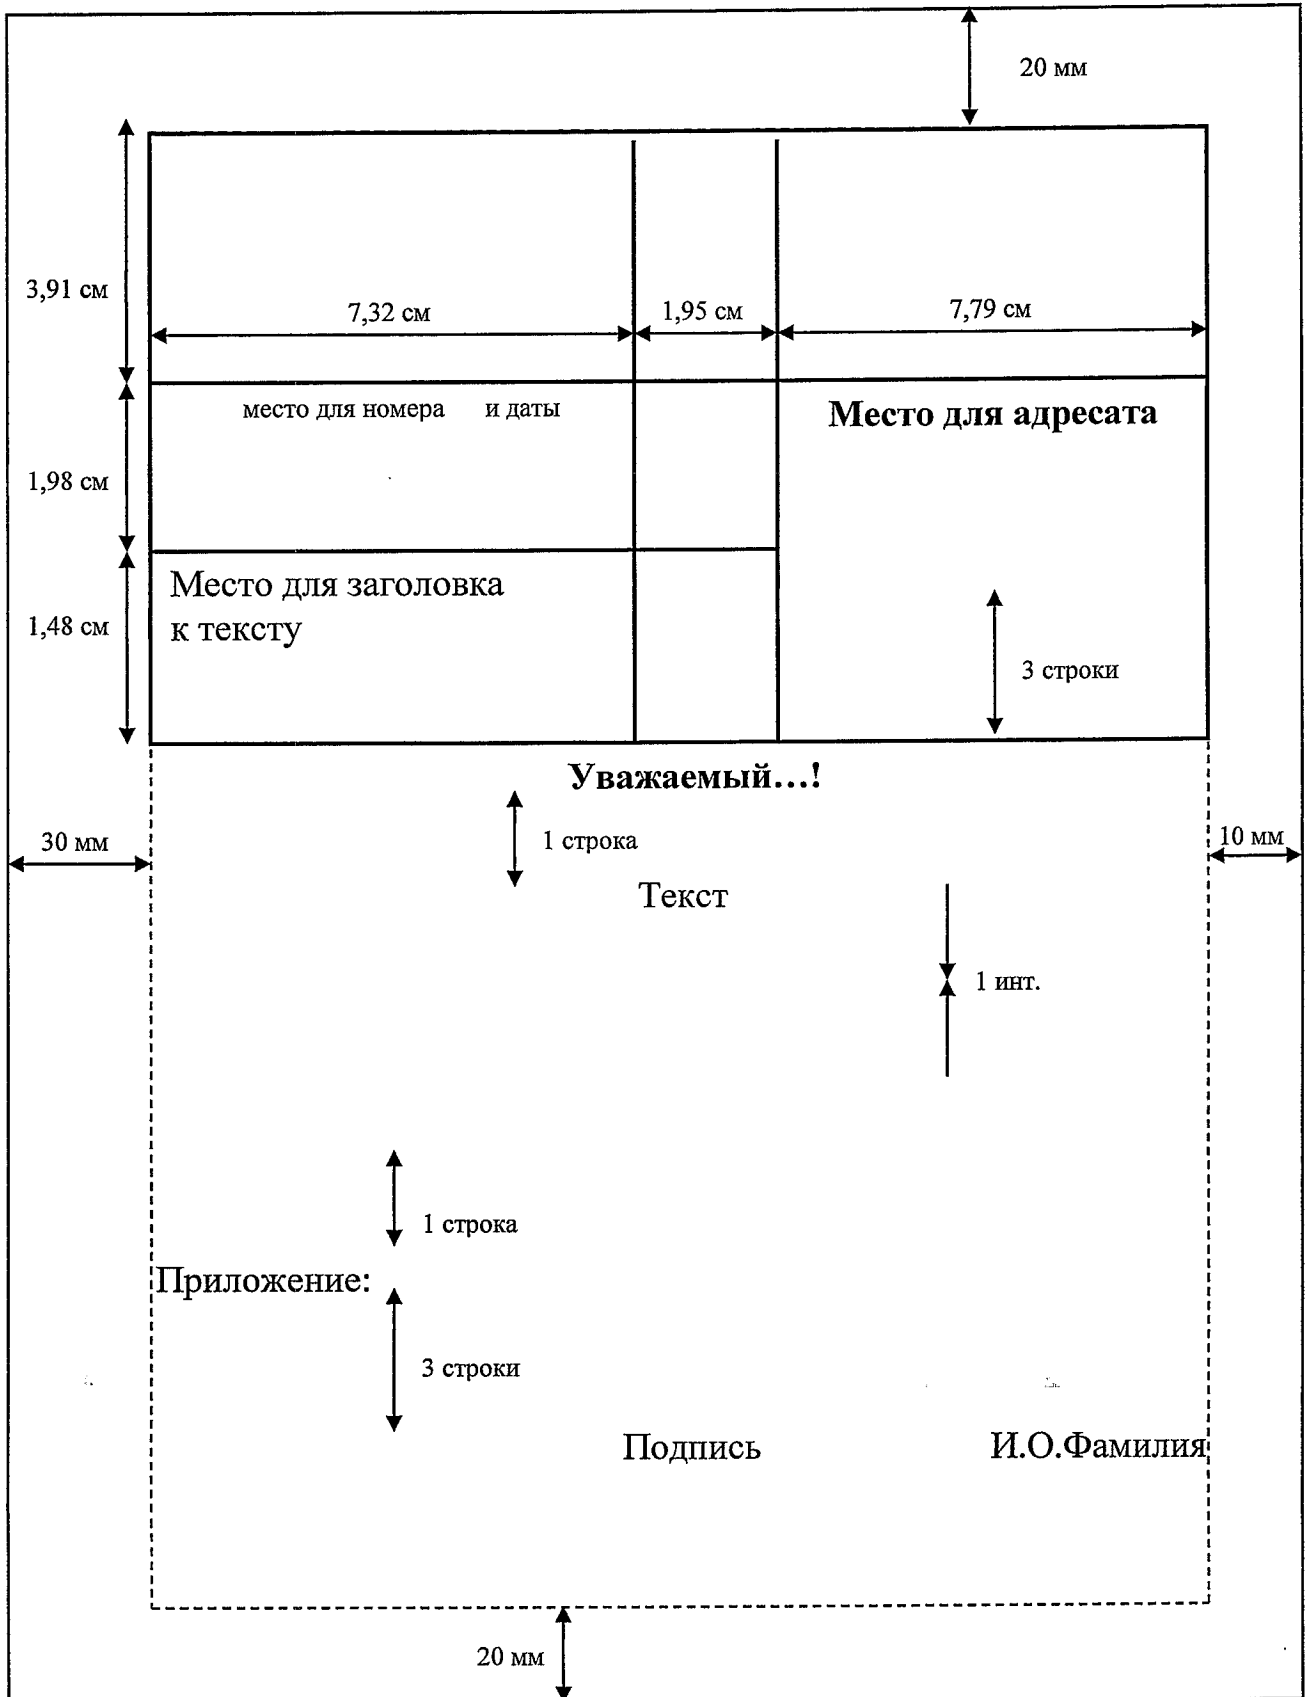 20 мм
3,91 см
7,32 см
1,95 см
7,79 см
место для номера и даты
Место для адресата
1,98 см
Место для заголовка
к тексту
1,48 см
3 строки
Уважаемый...!
30 мм
1 строка
10 мм
Текст
1 инт.
1 строка
Приложение:
3 строки
Подпись
И.О.Фамилия
20 мм